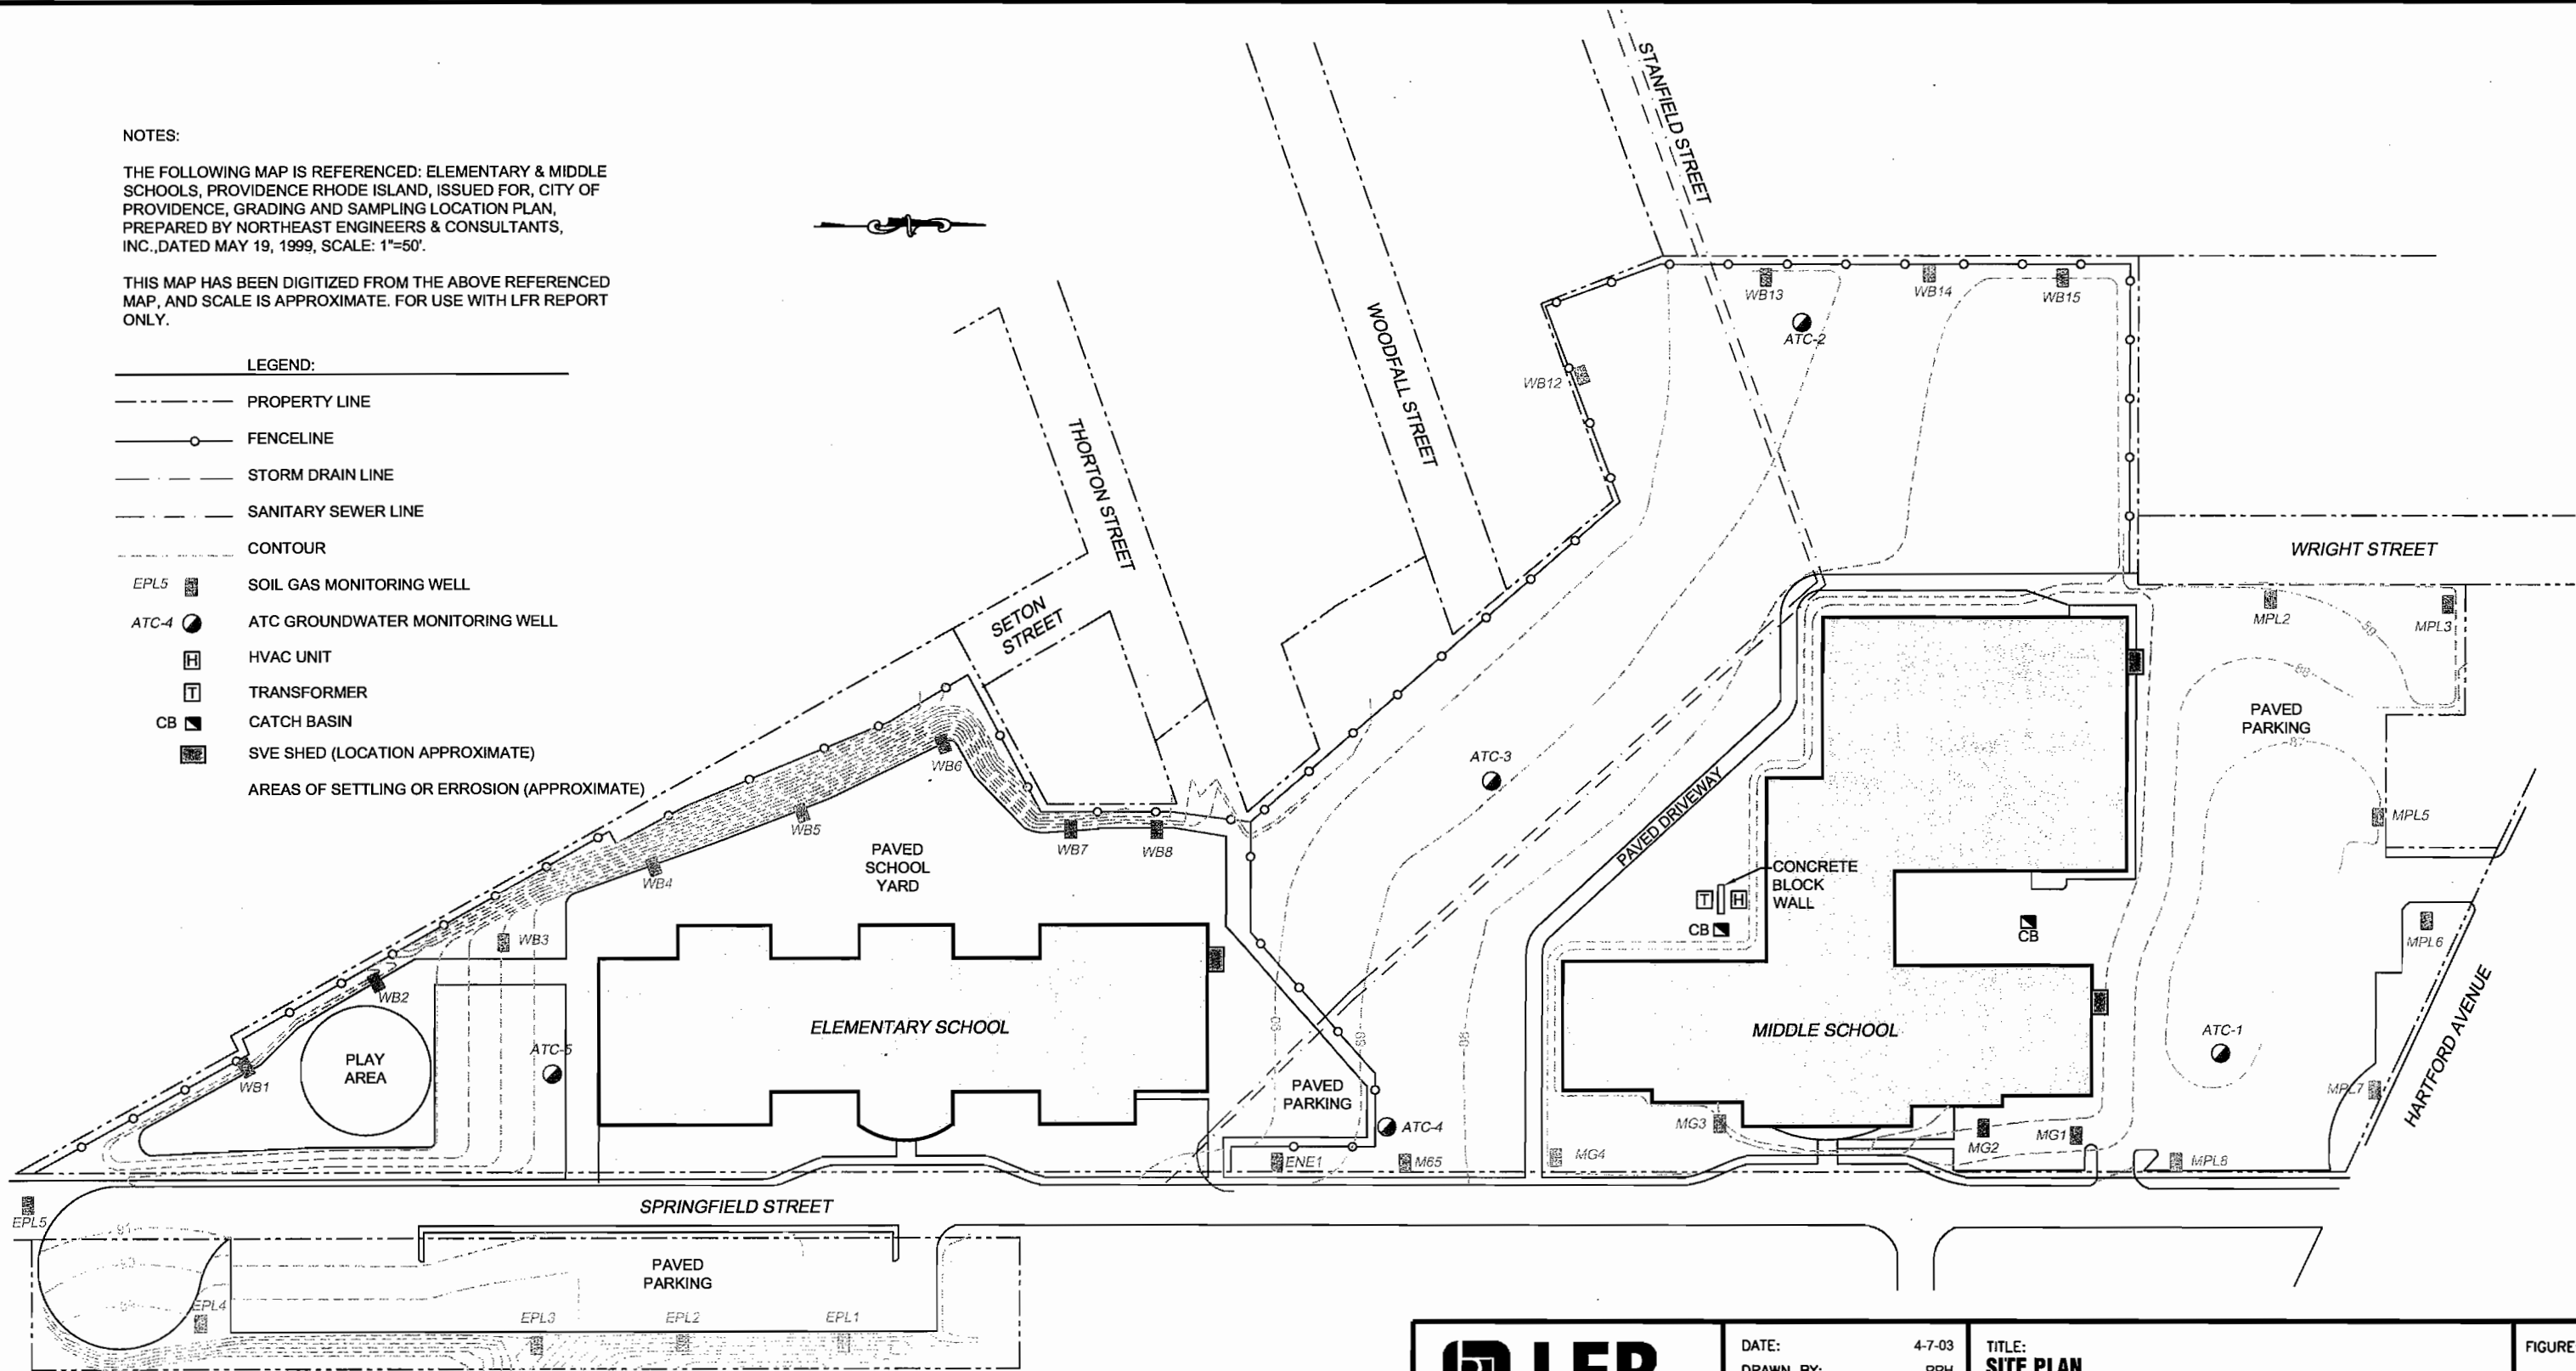 NOTES:
THE FOLLOWING MAP IS REFERENCED: ELEMENTARY & MIDDLE
SCHOOLS, PROVIDENCE RHODE ISLAND, ISSUED FOR, CITY OF
PROVIDENCE, GRADING AND SAMPLING LOCATION PLAN,
PREPARED BY NORTHEAST ENGINEERS & CONSULTANTS,
INC.,DATED MAY 19, 1999, SCALE: 1"=50'.
THIS MAP HAS BEEN DIGITIZED FROM THE ABOVE REFERENCED
MAP, AND SCALE IS APPROXIMATE. FOR USE WITH LFR REPORT
ONLY.
LEGEND:
PROPERTY LINE
FENCELINE
STORM DRAIN LINE
SANITARY SEWER LINE
CONTOUR
EPL5 SOIL GAS MONITORING WELL
ATC-4 ATC GROUNDWATER MONITORING WELL
H HVAC UNIT
T TRANSFORMER
CB CATCH BASIN
SVE SHED (LOCATION APPROXIMATE)
AREAS OF SETTLING OR ERROSION (APPROXIMATE)
STANFIELD STREET
WOODFALL STREET
THORTON STREET
SETON
STREET
WRIGHT STREET
WB13
WB14
WB15
ATC-2
WB12
MPL2
59
MPL3
88
PAVED
PARKING
87
MPL5
MPL6
ATC-3
PAVED DRIVEWAY
CONCRETE
BLOCK
WALL
T
H
CB
CB
WB6
WB5
WB4
WB7
WB8
WB3
WB2
WB1
PAVED
SCHOOL
YARD
PLAY
AREA
ATC-5
ELEMENTARY SCHOOL
MIDDLE SCHOOL
ATC-1
HARTFORD AVENUE
MPL7
PAVED
PARKING
ATC-4
ENE1
M65
MG4
MG3
MG2
MG1
MPL8
SPRINGFIELD STREET
EPL5
PAVED
PARKING
EPL4
EPL3
EPL2
EPL1
LFR
DATE: 4-7-03
DRAWN BY:
TITLE:
SITE PLAN
FIGURE